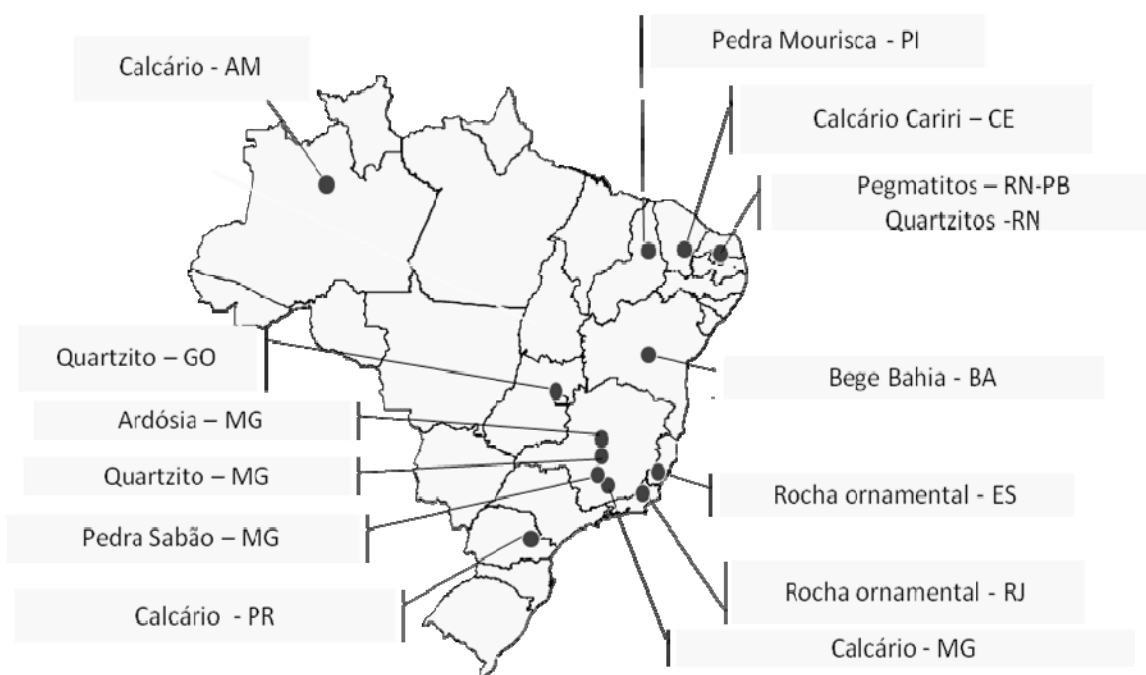 Pedra Mourisca - PI
Calcário - AM
Calcário Cariri – CE
Pegmatitos – RN-PB
Quartzitos -RN
Quartzito – GO
Bege Bahia - BA
Ardósia – MG
Quartzito – MG
Rocha ornamental - ES
Pedra Sabão – MG
Rocha ornamental - RJ
Calcário - PR
Calcário - MG